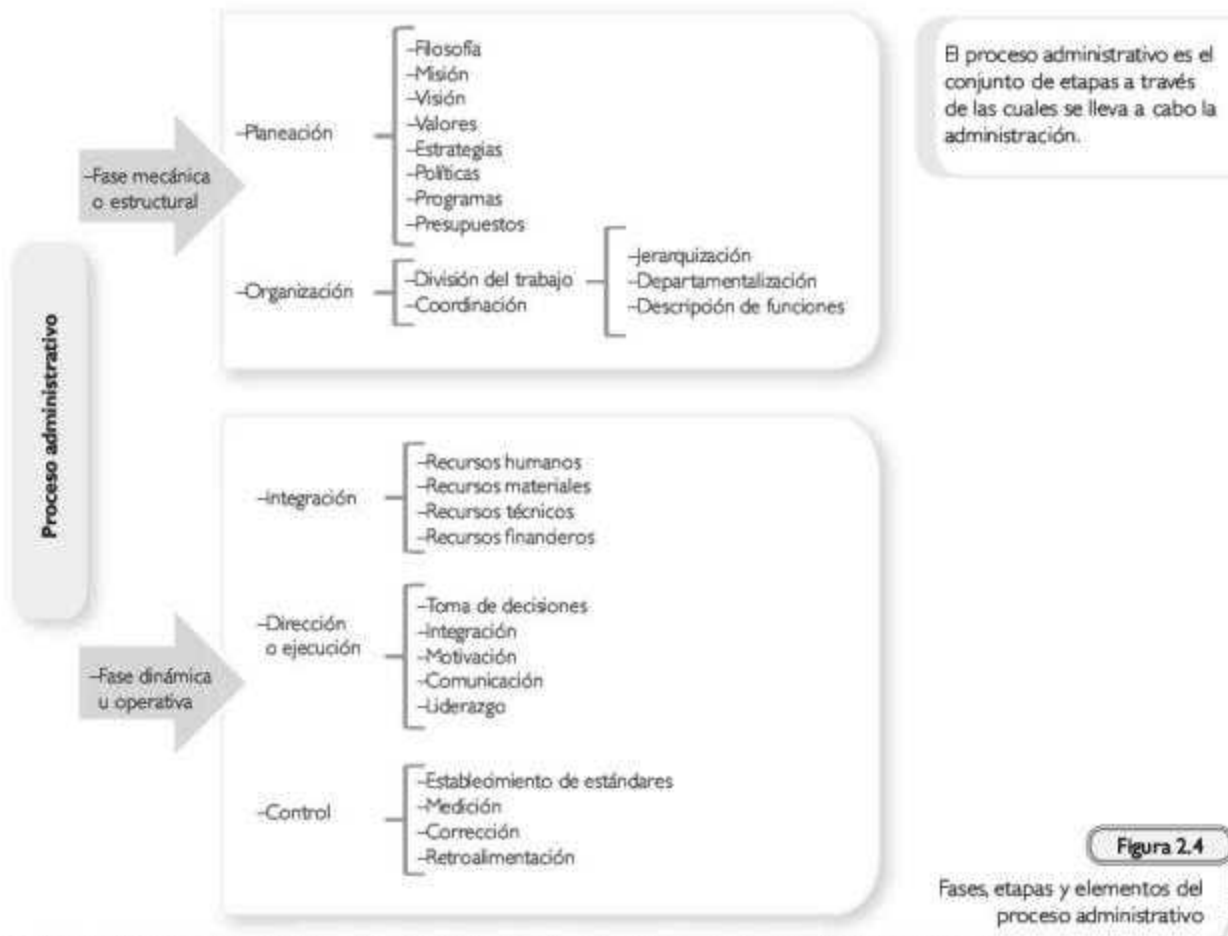 Proceso administrativo
–Fase mecánica
o estructural
–Planeación
–Filosofía
–Misión
–Visión
–Valores
–Estrategias
–Políticas
–Programas
–Presupuestos
–Organización
–División del trabajo
–Coordinación
–Jerarquización
–Departamentalización
–Descripción de funciones
–Fase dinámica
u operativa
–Integración
–Recursos humanos
–Recursos materiales
–Recursos técnicos
–Recursos financieros
–Dirección
o ejecución
–Toma de decisiones
–Integración
–Motivación
–Comunicación
–Liderazgo
–Control
–Establecimiento de estándares
–Medición
–Corrección
–Retroalimentación
El proceso administrativo es el
conjunto de etapas a través
de las cuales se lleva a cabo la
administración.
Figura 2.4
Fases, etapas y elementos del
proceso administrativo